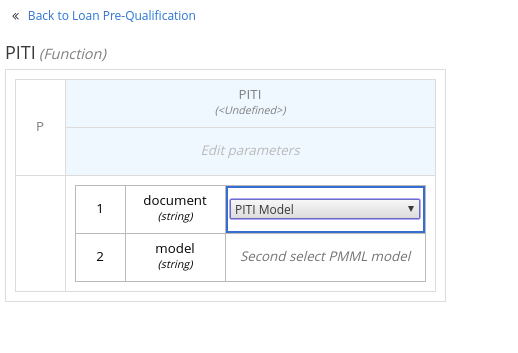 « Back to Loan Pre-Qualification
PITI (Function)
PITI
(<Undefined>)
P
Edit parameters
1
document
(string)
PITI Model
2
model
(string)
Second select PMML model